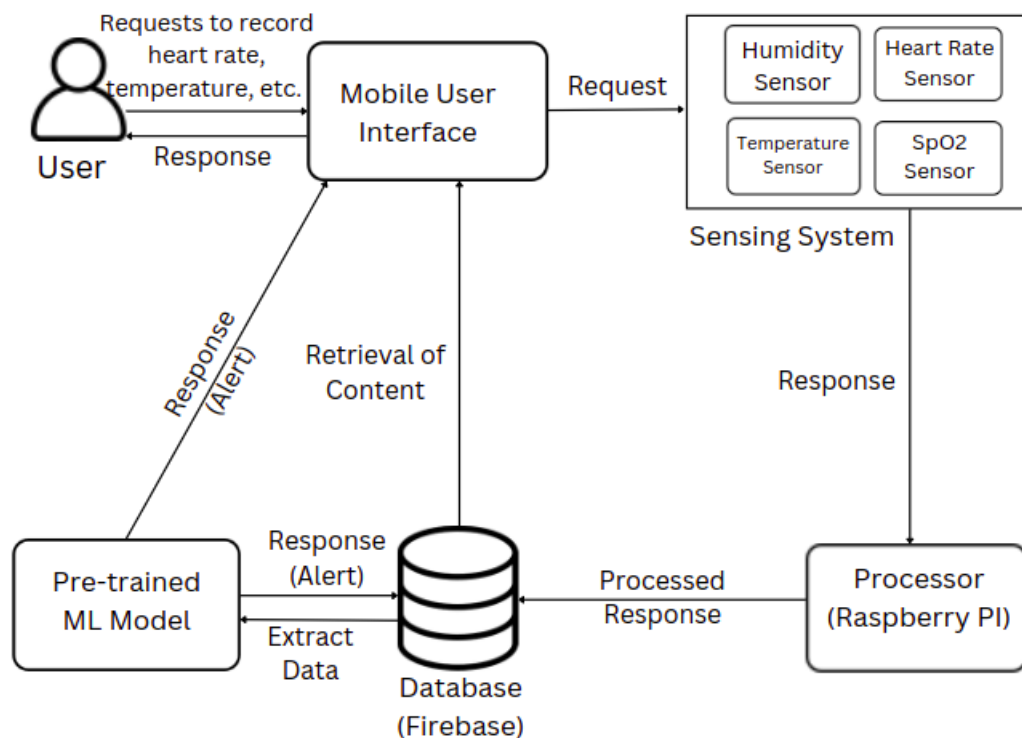 Requests to record
heart rate,
temperature, etc.
User
Response
Mobile User
Interface
Request
Humidity
Sensor
Heart Rate
Sensor
Temperature
Sensor
SpO2
Sensor
Sensing System
Response
(Alert)
Retrieval of
Content
Response
Pre-trained
ML Model
Response
(Alert)
Extract
Data
Database
(Firebase)
Processed
Response
Processor
(Raspberry PI)